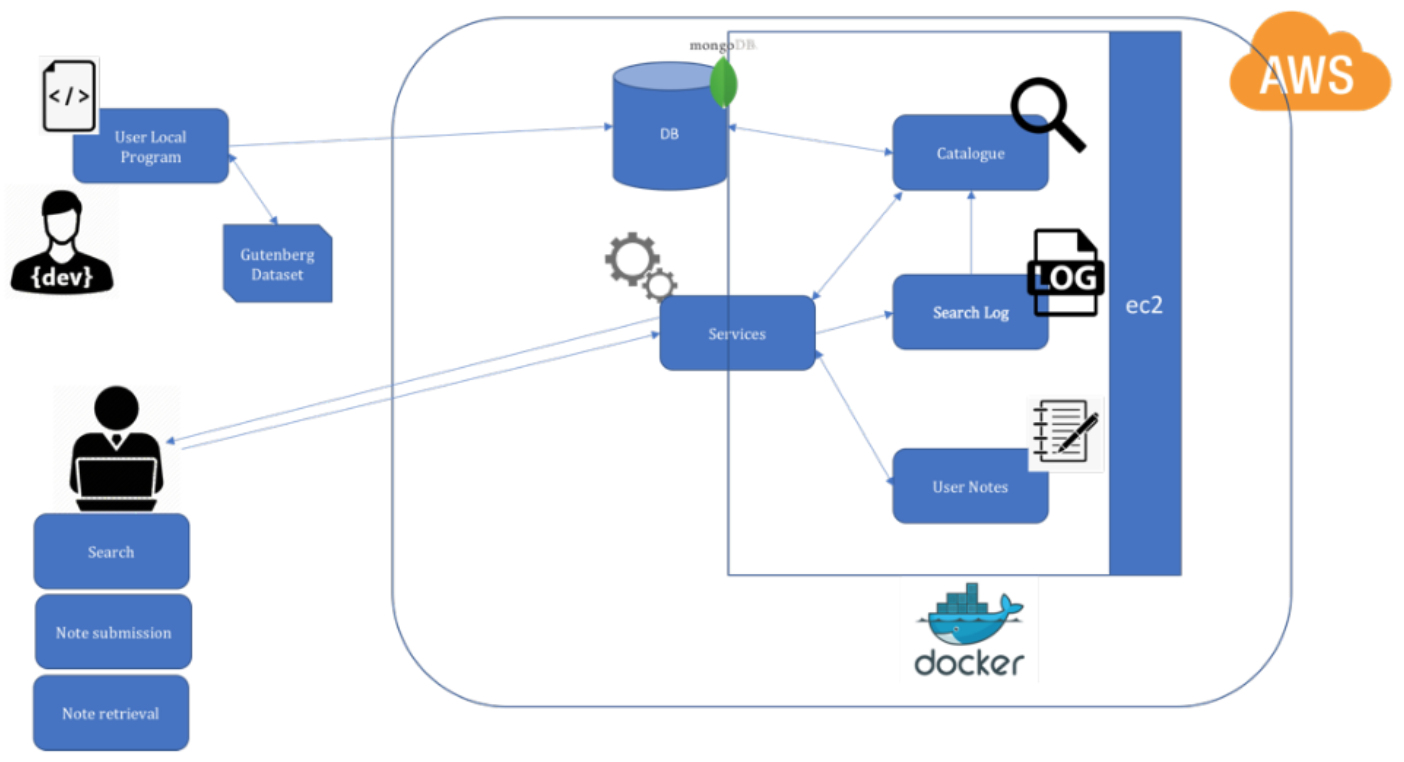 mongoDB.
AWS
</>
User Local
Program
DB
Catalogue
{dev}
Gutenberg
Dataset
LOG
Search Log
ec2
Services
User Notes
Search
Note submission
Note retrieval
docker